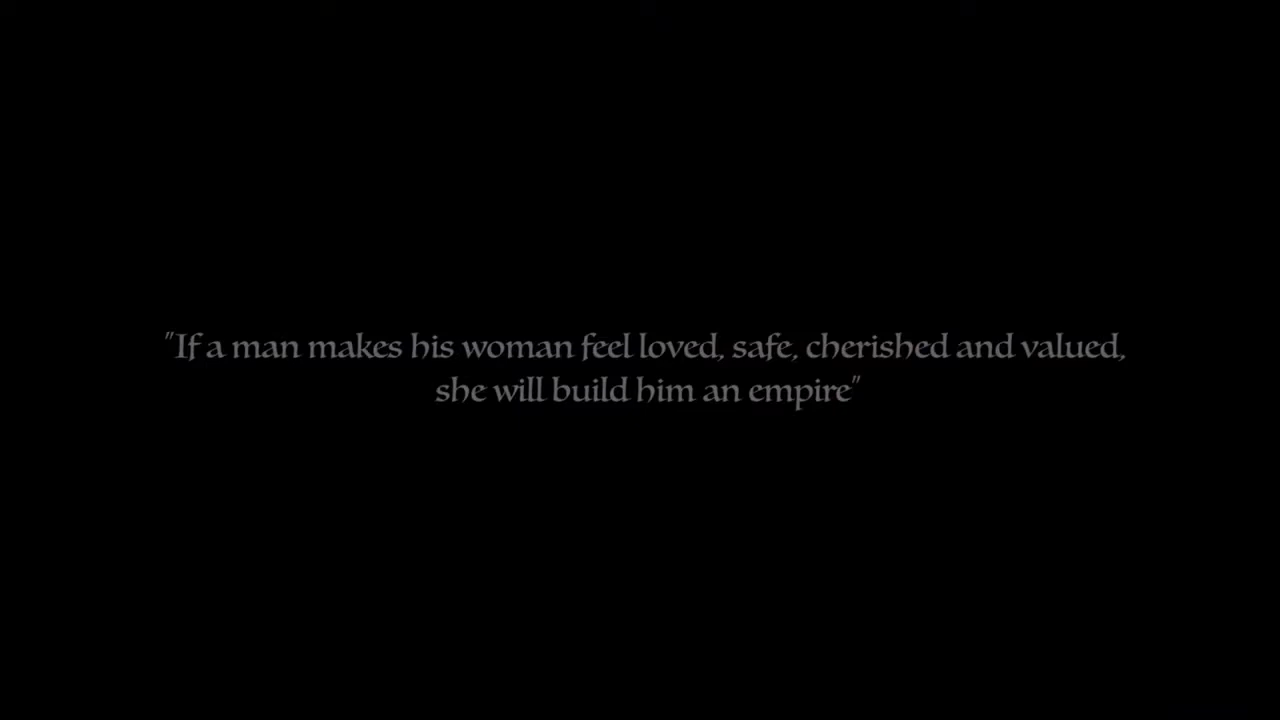 "If a man makes his woman feel loved, safe, cherished and valued,
she will build him an empire"